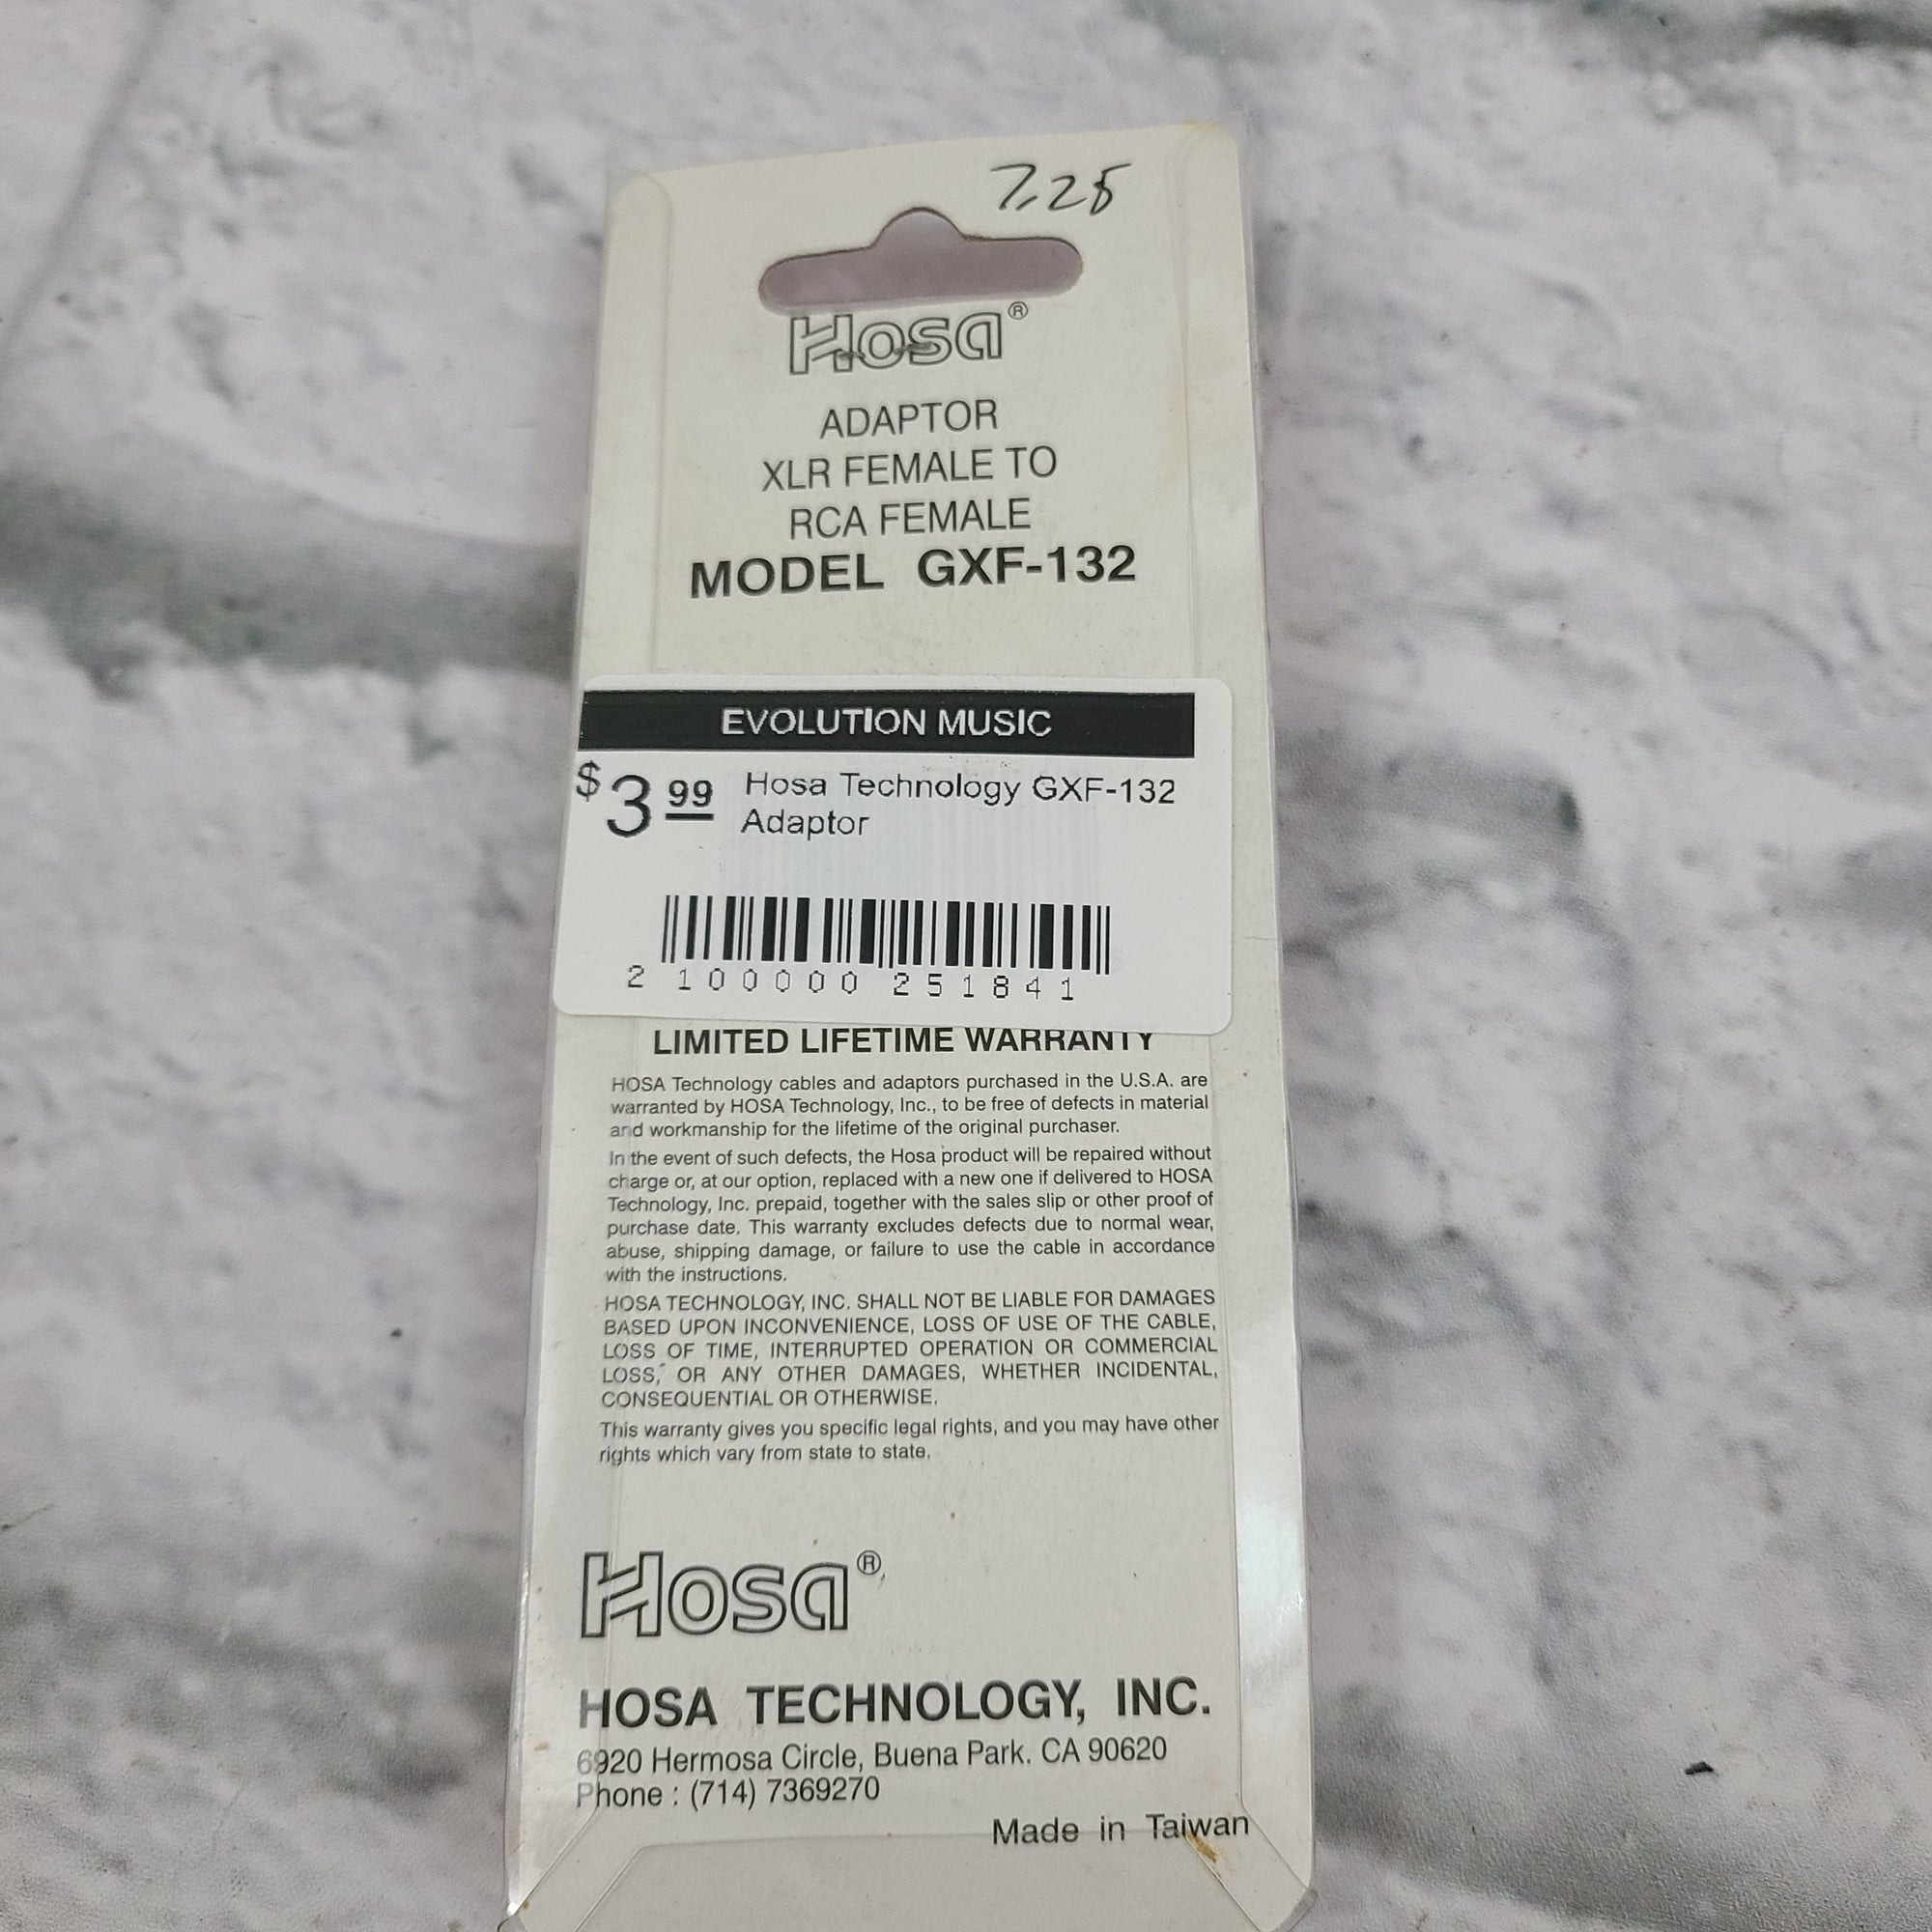 7.25
Hosa®
ADAPTOR
XLR FEMALE TO
RCA FEMALE
MODEL GXF-132
EVOLUTION MUSIC
$3 99 Hosa Technology GXF-132
Adaptor
2 100000 251841
LIMITED LIFETIME WARRANTY
HOSA Technology cables and adaptors purchased in the U.S.A. are
warranted by HOSA Technology, Inc., to be free of defects in material
and workmanship for the lifetime of the original purchaser.
In the event of such defects, the Hosa product will be repaired without
charge or, at our option, replaced with a new one if delivered to HOSA
Technology, Inc. prepaid, together with the sales slip or other proof of
purchase date. This warranty excludes defects due to normal wear,
abuse, shipping damage, or failure to use the cable in accordance
with the instructions.
HOSA TECHNOLOGY, INC. SHALL NOT BE LIABLE FOR DAMAGES
BASED UPON INCONVENIENCE, LOSS OF USE OF THE CABLE,
LOSS OF TIME, INTERRUPTED OPERATION OR COMMERCIAL
LOSS, OR ANY OTHER DAMAGES, WHETHER INCIDENTAL,
CONSEQUENTIAL OR OTHERWISE.
This warranty gives you specific legal rights, and you may have other
rights which vary from state to state.
Hosa®
HOSA TECHNOLOGY, INC.
6920 Hermosa Circle, Buena Park. CA 90620
Phone : (714) 7369270
Made in Taiwan